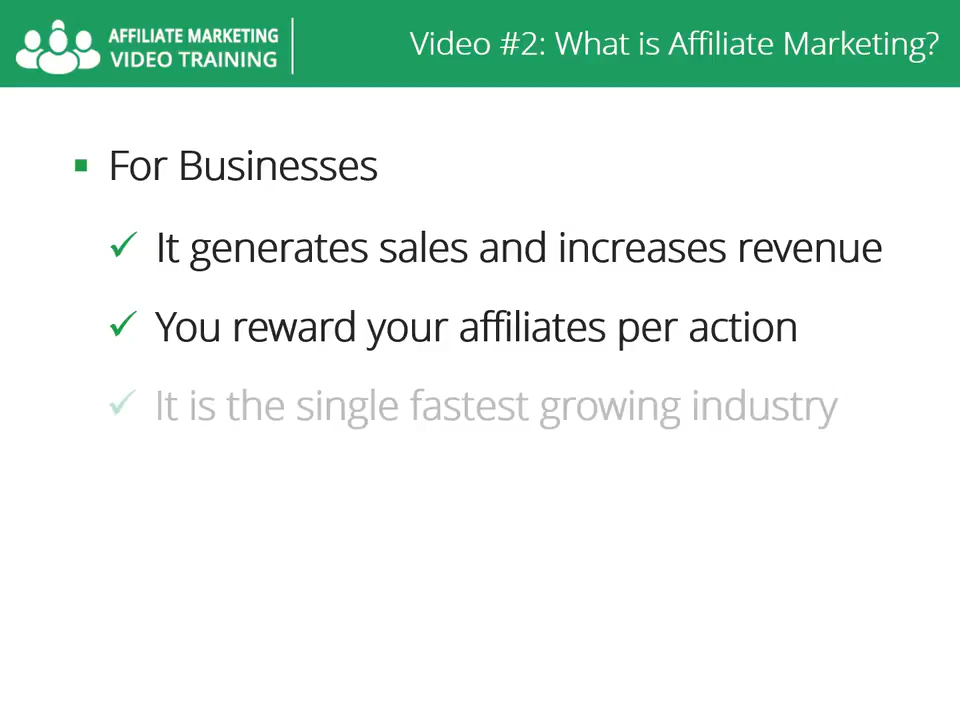 AFFILIATE MARKETING
VIDEO TRAINING
Video #2: What is Affiliate Marketing?
For Businesses
It generates sales and increases revenue
You reward your affiliates per action
It is the single fastest growing industry